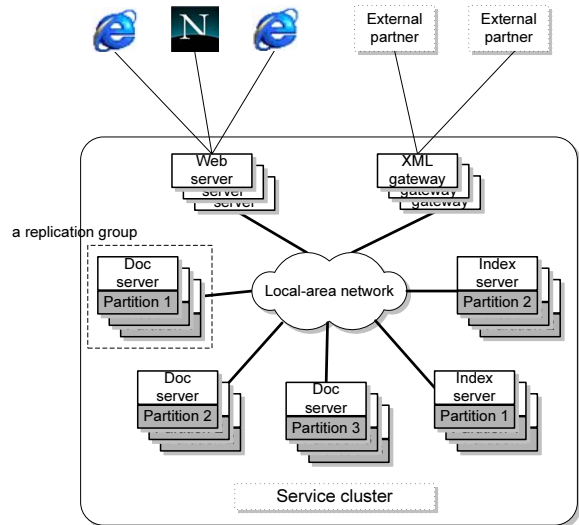 N
External
partner
External
partner
Web
server
server
server
XML
gateway
gateway
gateway
a replication group
Doc
server
Partition 1
Local-area network
Index
server
Partition 2
Doc
server
Partition 2
Doc
server
Partition 3
Index
server
Partition 1
Service cluster